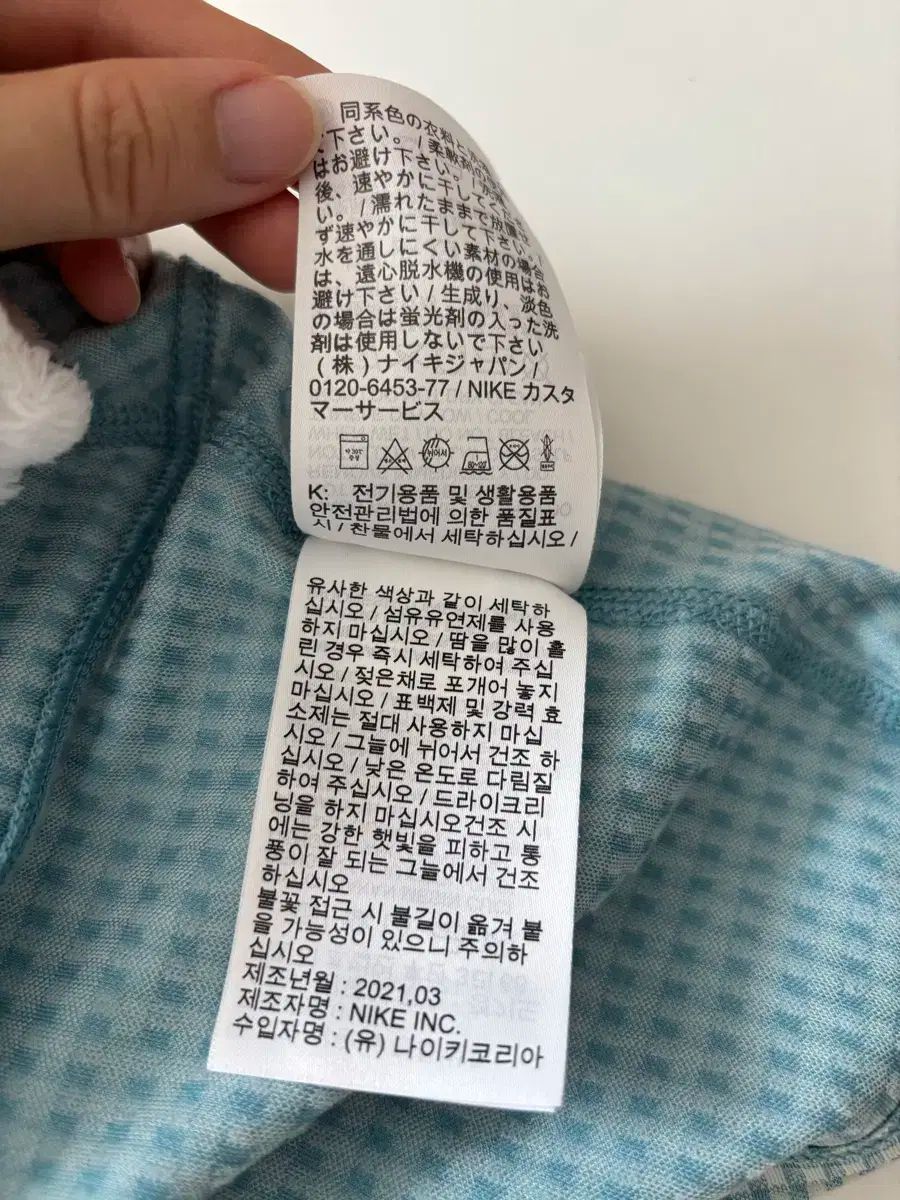 同系色の衣料と
て下さい。/ 柔軟剤の
はお避け下さい。/
後、速やかに干して
い。/ 濡れたままで放置せ
ず速やかに干して下さい。/
水を通しにくい素材の場合
は、遠心脱水機の使用はお
避け下さい / 生成り、淡色
の場合は蛍光剤の入った洗
剤は使用しないで下さい
(株) ナイキジャパン /
0120-6453-77 / NIKE カスタ
マーサービス
약 30℃
중성
뉘어서
80~120
K: 전기용품 및 생활용품
안전관리법에 의한 품질표
시 / 찬물에서 세탁하십시오 /
유사한 색상과 같이 세탁하
십시오 / 섬유유연제를 사용
하지 마십시오 / 땀을 많이 흘
린 경우 즉시 세탁하여 주십
시오 / 젖은채로 포개어 놓지
마십시오 / 표백제 및 강력 효
소제는 절대 사용하지 마십
시오 / 그늘에 뉘어서 건조 하
십시오 / 낮은 온도로 다림질
하여 주십시오 / 드라이크리
닝을 하지 마십시오건조 시
에는 강한 햇빛을 피하고 통
풍이 잘 되는 그늘에서 건조
하십시오
불꽃 접근 시 불길이 옮겨 붙
을 가능성이 있으니 주의하
십시오
제조년월 : 2021,03
제조자명 : NIKE INC.
수입자명 : (유) 나이키코리아